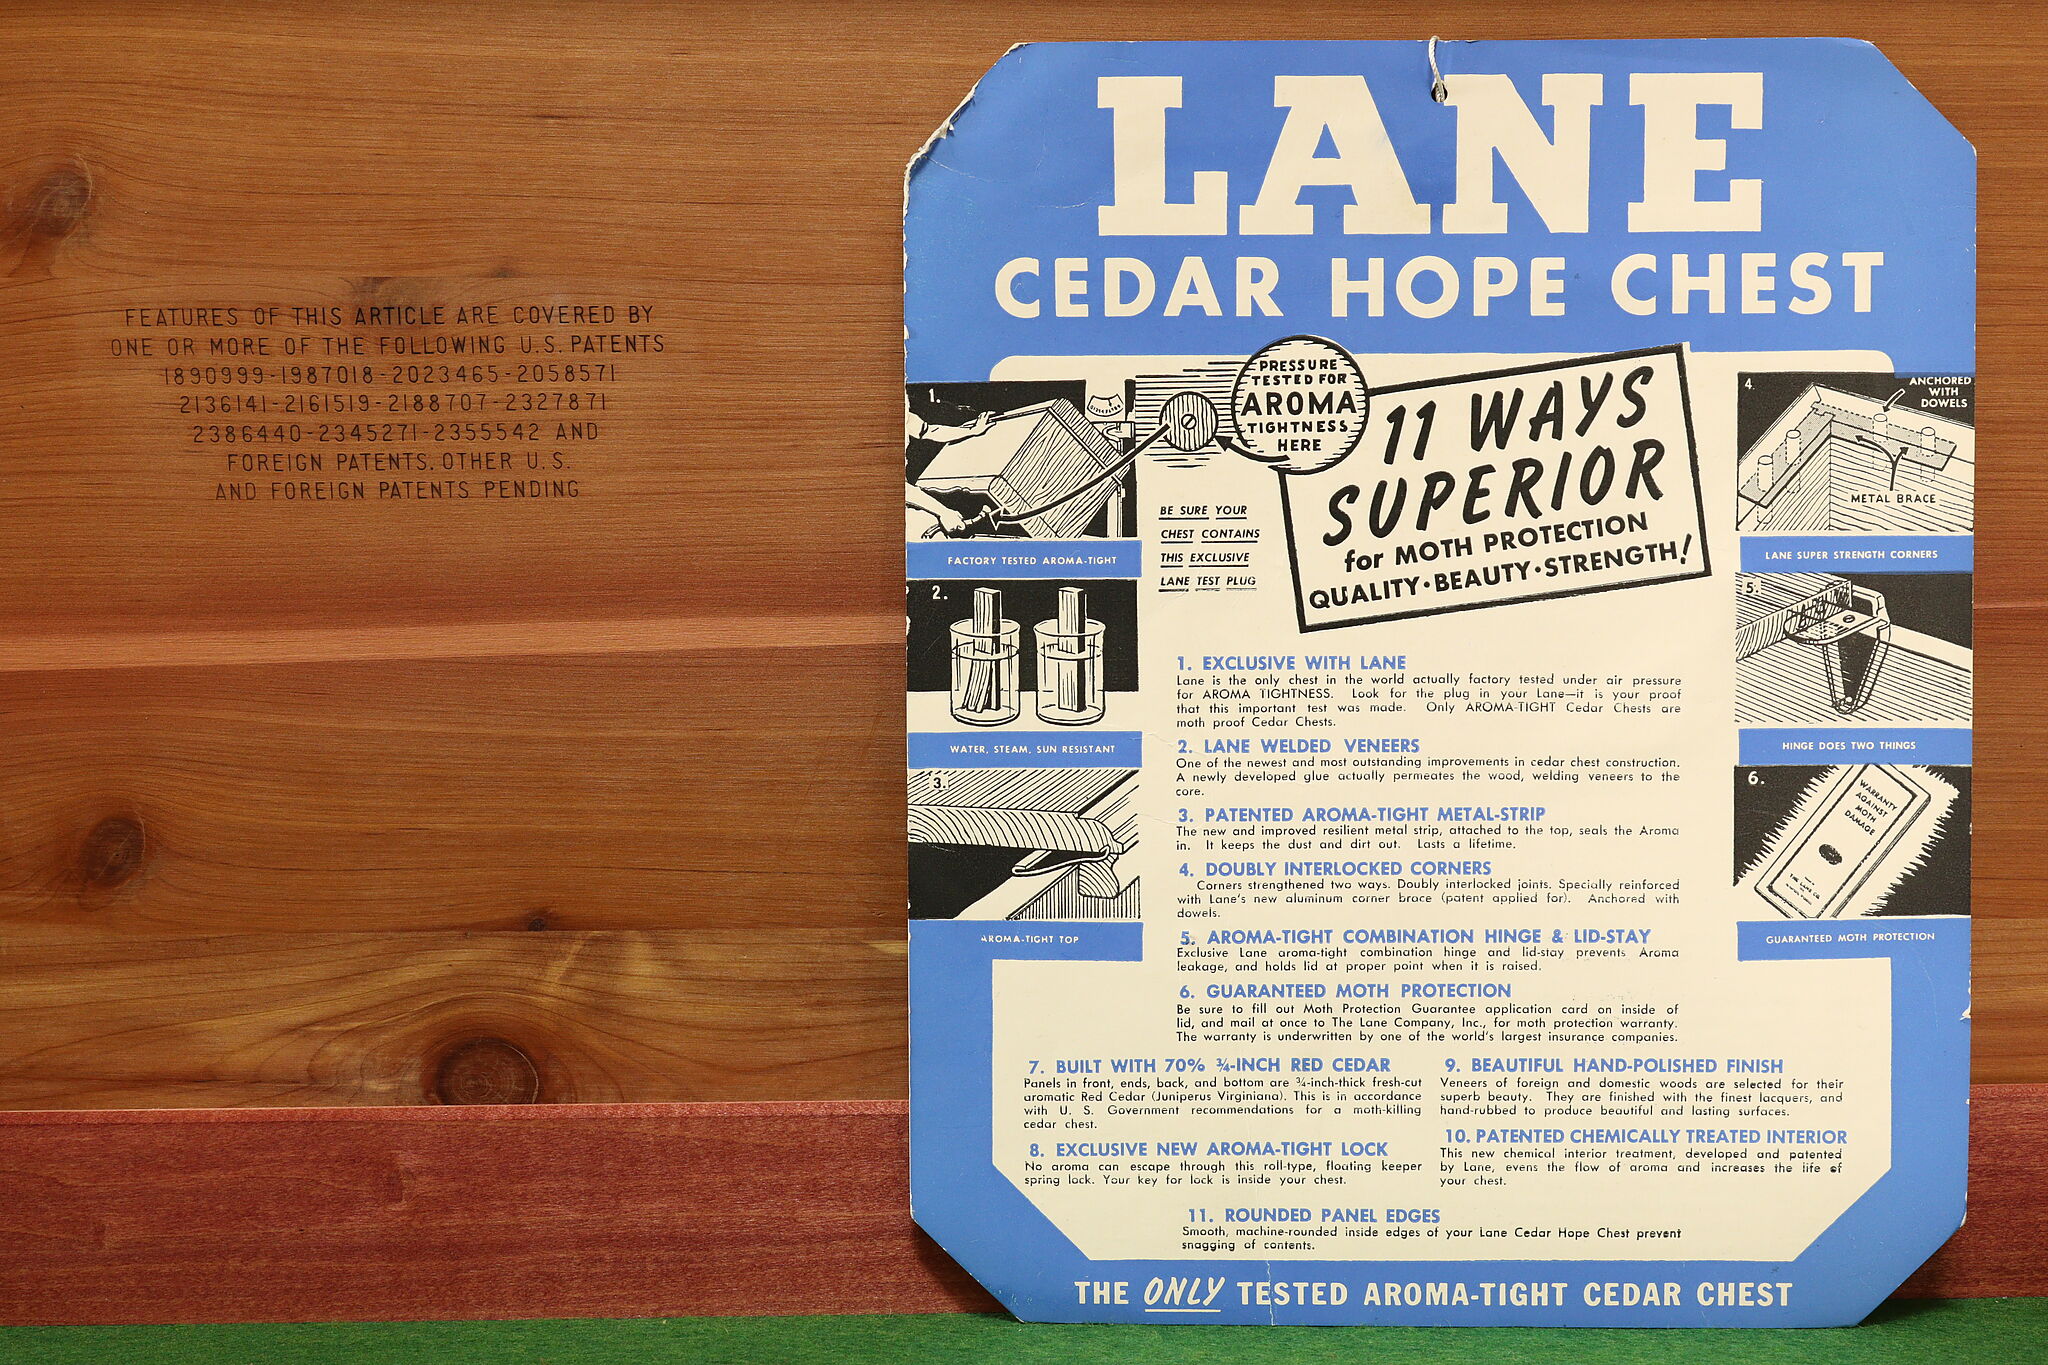 FEATURES OF THIS ARTICLE ARE COVERED BY
ONE OR MORE OF THE FOLLOWING U.S. PATENTS
1890999-1987018-2023465-2058571
2136141-2161519-2188707-2327871
2386440-2345271-2355542 AND
FOREIGN PATENTS. OTHER U.S.
AND FOREIGN PATENTS PENDING
LANE
CEDAR HOPE CHEST
1.
FACTORY TESTED AROMA-TIGHT
2.
WATER, STEAM, SUN RESISTANT
3.
AROMA-TIGHT TOP
PRESSURE
TESTED FOR
AROMA
TIGHTNESS
HERE
BE SURE YOUR
CHEST CONTAINS
THIS EXCLUSIVE
LANE TEST PLUG
11 WAYS
SUPERIOR
for MOTH PROTECTION
QUALITY·BEAUTY·STRENGTH!
4.
ANCHORED
WITH
DOWELS
METAL BRACE
LANE SUPER STRENGTH CORNERS
5.
HINGE DOES TWO THINGS
6.
WARRANTY
AGAINST
MOTH
DAMAGE
THE LANE CO
GUARANTEED MOTH PROTECTION
1. EXCLUSIVE WITH LANE
Lane is the only chest in the world actually factory tested under air pressure
for AROMA TIGHTNESS. Look for the plug in your Lane—it is your proof
that this important test was made. Only AROMA-TIGHT Cedar Chests are
moth proof Cedar Chests.
2. LANE WELDED VENEERS
One of the newest and most outstanding improvements in cedar chest construction.
A newly developed glue actually permeates the wood, welding veneers to the
core.
3. PATENTED AROMA-TIGHT METAL-STRIP
The new and improved resilient metal strip, attached to the top, seals the Aroma
in. It keeps the dust and dirt out. Lasts a lifetime.
4. DOUBLY INTERLOCKED CORNERS
Corners strengthened two ways. Doubly interlocked joints. Specially reinforced
with Lane's new aluminum corner brace (patent applied for). Anchored with
dowels.
5. AROMA-TIGHT COMBINATION HINGE & LID-STAY
Exclusive Lane aroma-tight combination hinge and lid-stay prevents Aroma
leakage, and holds lid at proper point when it is raised.
6. GUARANTEED MOTH PROTECTION
Be sure to fill out Moth Protection Guarantee application card on inside of
lid, and mail at once to The Lane Company, Inc., for moth protection warranty.
The warranty is underwritten by one of the world's largest insurance companies.
7. BUILT WITH 70% ¾-INCH RED CEDAR
Panels in front, ends, back, and bottom are ¾-inch-thick fresh-cut
aromatic Red Cedar (Juniperus Virginiana). This is in accordance
with U. S. Government recommendations for a moth-killing
cedar chest.
8. EXCLUSIVE NEW AROMA-TIGHT LOCK
No aroma can escape through this roll-type, floating keeper
spring lock. Your key for lock is inside your chest.
9. BEAUTIFUL HAND-POLISHED FINISH
Veneers of foreign and domestic woods are selected for their
superb beauty. They are finished with the finest lacquers, and
hand-rubbed to produce beautiful and lasting surfaces.
10. PATENTED CHEMICALLY TREATED INTERIOR
This new chemical interior treatment, developed and patented
by Lane, evens the flow of aroma and increases the life of
your chest.
11. ROUNDED PANEL EDGES
Smooth, machine-rounded inside edges of your Lane Cedar Hope Chest prevent
snagging of contents.
THE ONLY TESTED AROMA-TIGHT CEDAR CHEST